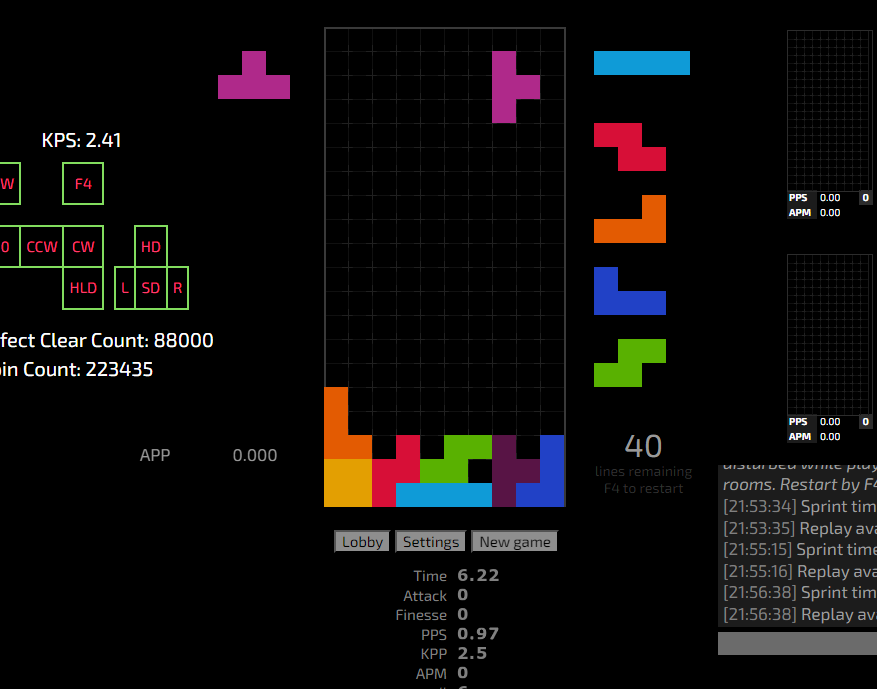 KPS: 2.41
W
F4
0
CCW
CW
HD
HLD
L
SD
R
fect Clear Count: 88000
in Count: 223435
APP 0.000
40
lines remaining
F4 to restart
Lobby
Settings
New game
Time 6.22
Attack 0
Finesse 0
PPS 0.97
KPP 2.5
APM 0
PPS 0.00 0
APM 0.00
PPS 0.00 0
APM 0.00
disturbed while play
rooms. Restart by F4
[21:53:34] Sprint tim
[21:53:35] Replay ava
[21:55:15] Sprint time
[21:55:16] Replay ava
[21:56:38] Sprint tim
[21:56:38] Replay ava